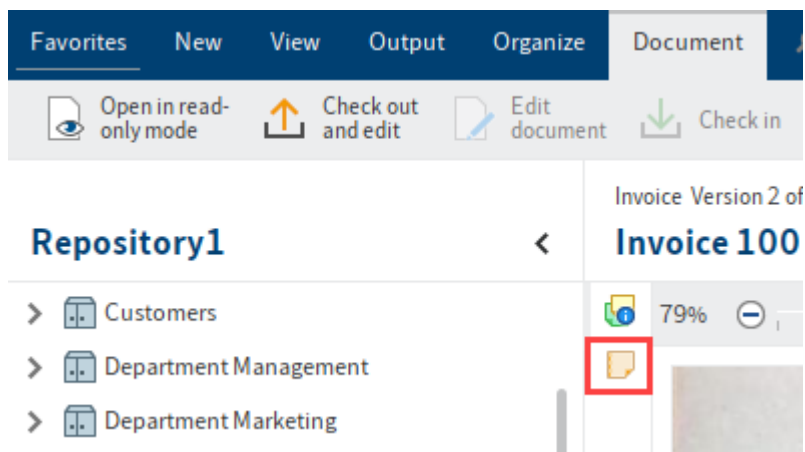 Favorites New View Output Organize Document
Open in read- Check out Edit Check in
only mode and edit document
Invoice Version 2 of
Repository1 Invoice 100
Customers 79%
Department Management
Department Marketing